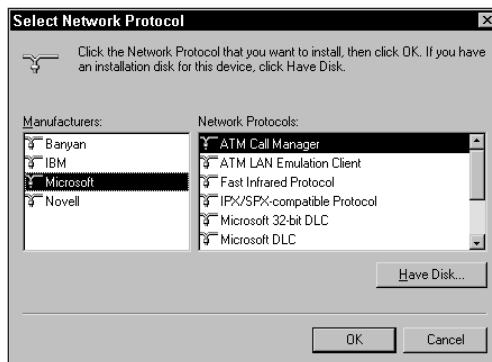 Select Network Protocol
Click the Network Protocol that you want to install, then click OK. If you have
an installation disk for this device, click Have Disk.
Manufacturers:
Banyan
IBM
Microsoft
Novell
Network Protocols:
ATM Call Manager
ATM LAN Emulation Client
Fast Infrared Protocol
IPX/SPX-compatible Protocol
Microsoft 32-bit DLC
Microsoft DLC
Have Disk...
OK
Cancel